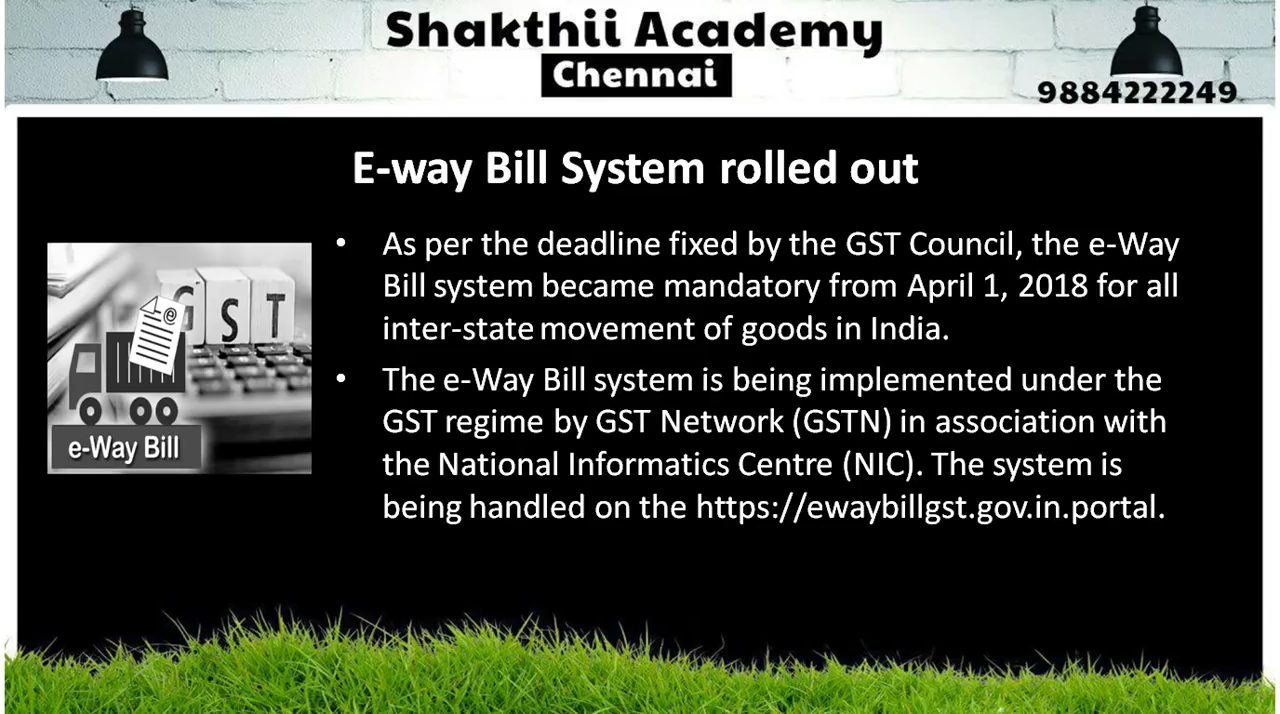 Shakthii Academy
Chennai
9884222249
E-way Bill System rolled out
G S T
@
e-Way Bill
• As per the deadline fixed by the GST Council, the e-Way
Bill system became mandatory from April 1, 2018 for all
inter-state movement of goods in India.
• The e-Way Bill system is being implemented under the
GST regime by GST Network (GSTN) in association with
the National Informatics Centre (NIC). The system is
being handled on the https://ewaybillgst.gov.in.portal.